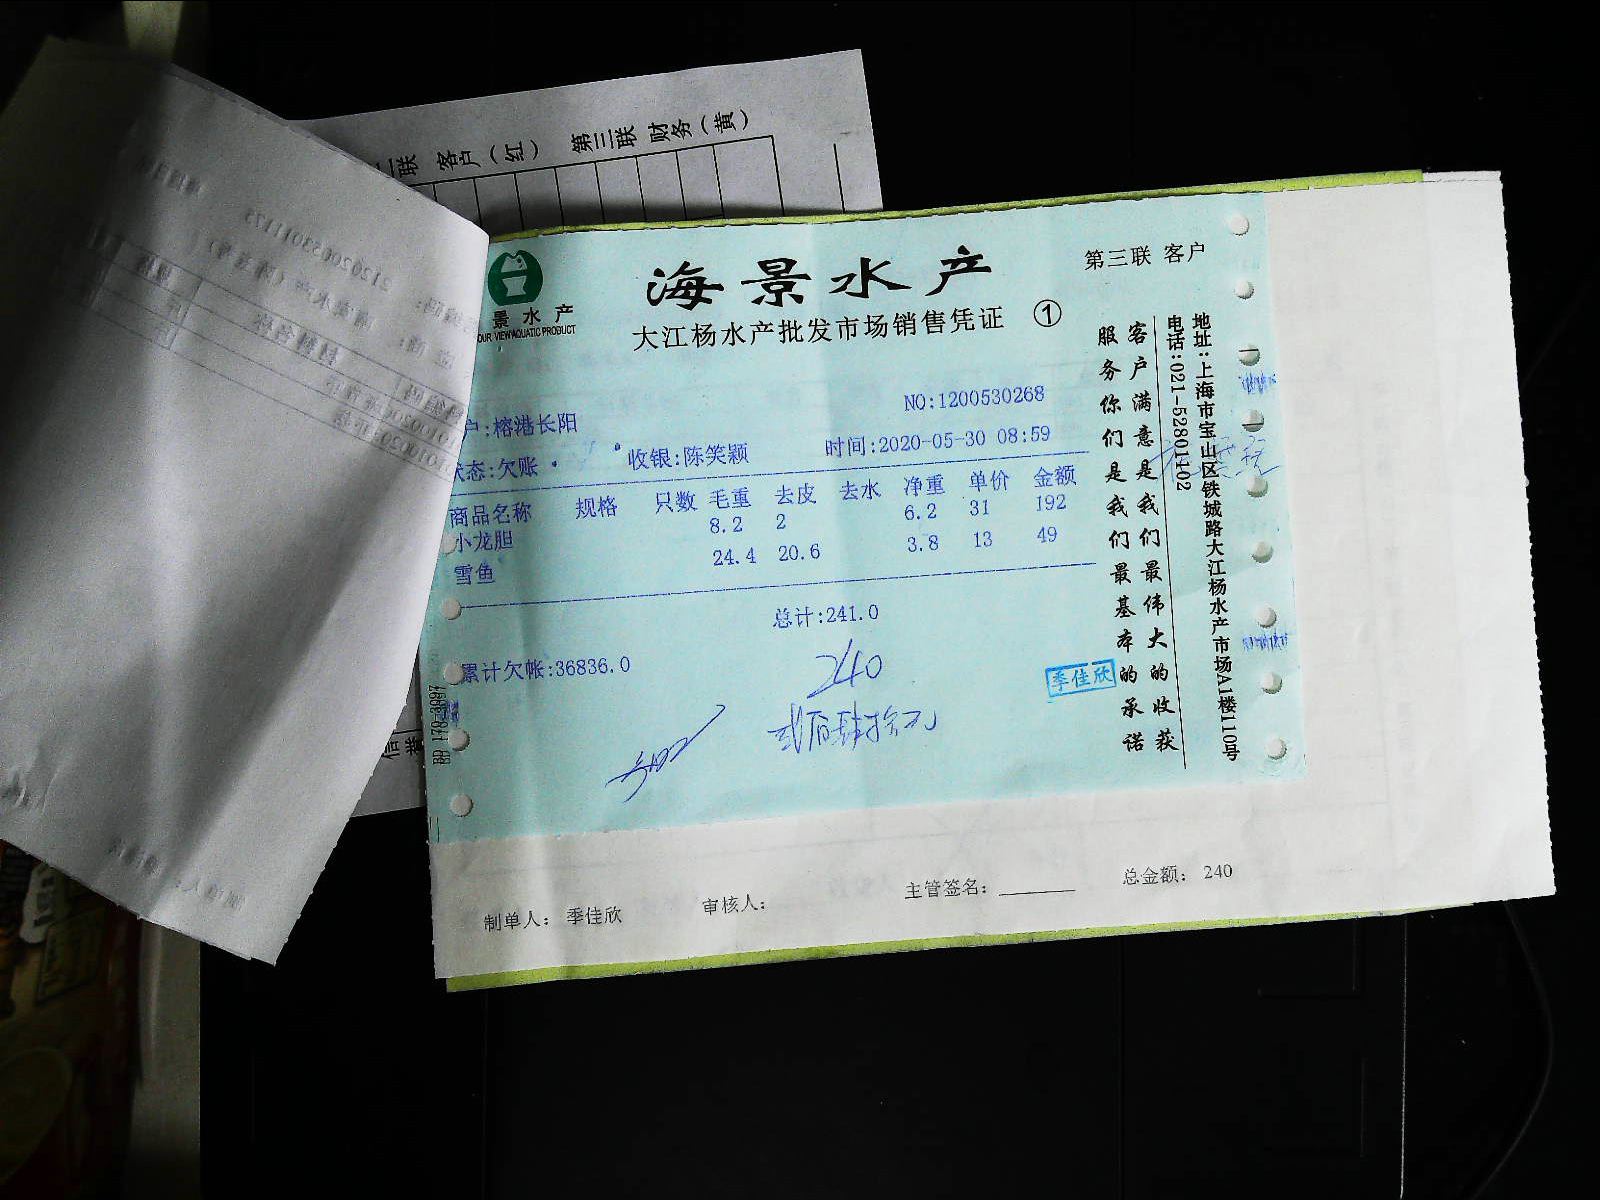 联 客户(红) 第三联 财务(黄)
景水产
OUR VIEW AQUATIC PRODUCT
海景水产
第三联 客户
大江杨水产批发市场销售凭证 ①
NO:1200530268
户:榕港长阳
状态:欠账 收银:陈笑颖 时间:2020-05-30 08:59
商品名称 规格 只数 毛重 去皮 去水 净重 单价 金额
小龙胆 8.2 2 6.2 31 192
雪鱼 24.4 20.6 3.8 13 49
总计:241.0
累计欠帐:36836.0
240
贰佰肆拾元
季佳欣
客户满意是我们最伟大的收获
服务你们是我们最基本的承诺
地址:上海市宝山区铁城路大江杨水产市场A1楼110号
电话:021-52801102
制单人: 季佳欣 审核人: 主管签名: 总金额: 240